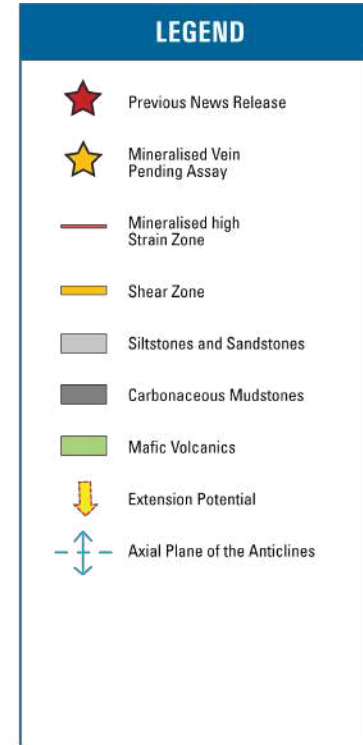 LEGEND
Previous News Release
Mineralised Vein
Pending Assay
Mineralised high
Strain Zone
Shear Zone
Siltstones and Sandstones
Carbonaceous Mudstones
Mafic Volcanics
Extension Potential
Axial Plane of the Anticlines